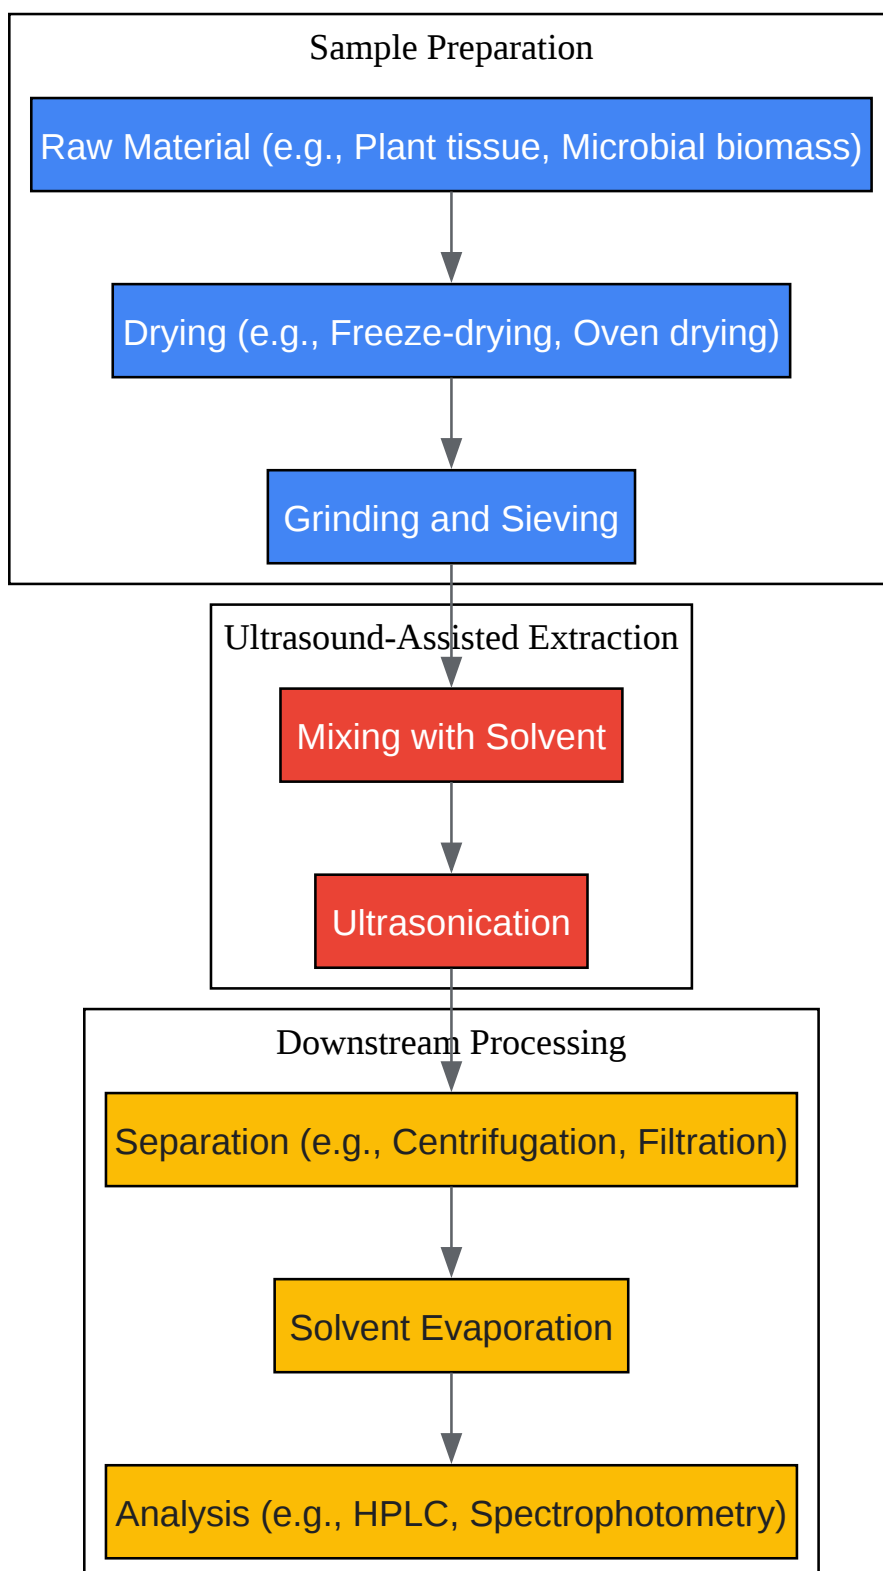 Sample Preparation
Raw Material (e.g., Plant tissue, Microbial biomass)
Drying (e.g., Freeze-drying, Oven drying)
Grinding and Sieving
Ultrasound-Assisted Extraction
Mixing with Solvent
Ultrasonication
Downstream Processing
Separation (e.g., Centrifugation, Filtration)
Solvent Evaporation
Analysis (e.g., HPLC, Spectrophotometry)